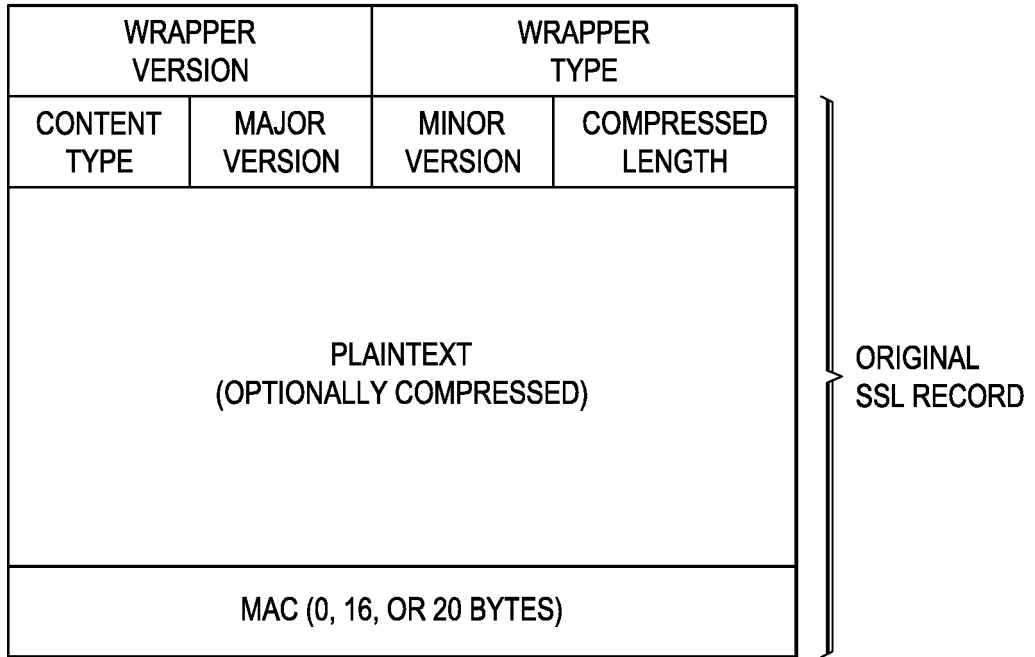 WRAPPER VERSION
WRAPPER TYPE
CONTENT TYPE
MAJOR VERSION
MINOR VERSION
COMPRESSED LENGTH
PLAINTEXT
(OPTIONALLY COMPRESSED)
ORIGINAL
SSL RECORD
MAC (0, 16, OR 20 BYTES)